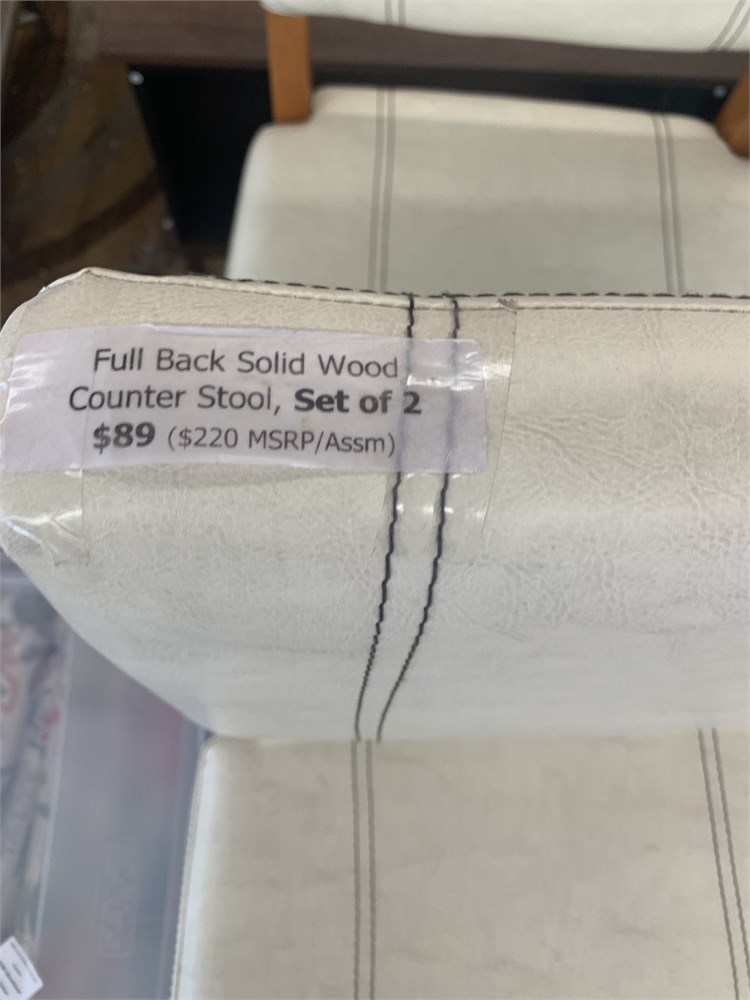 Full Back Solid Wood
Counter Stool, Set of 2
$89 ($220 MSRP/Assm)